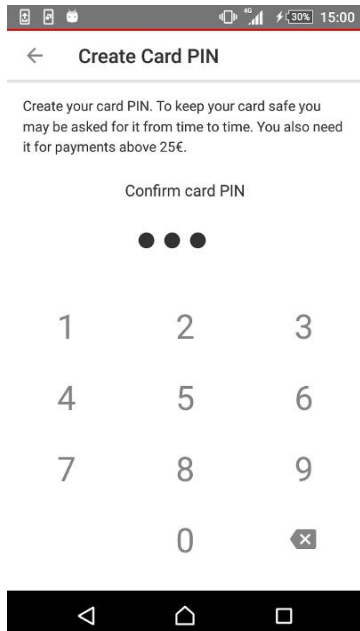 4G 30% 15:00
Create Card PIN
Create your card PIN. To keep your card safe you
may be asked for it from time to time. You also need
it for payments above 25€.
Confirm card PIN
1 2 3
4 5 6
7 8 9
0